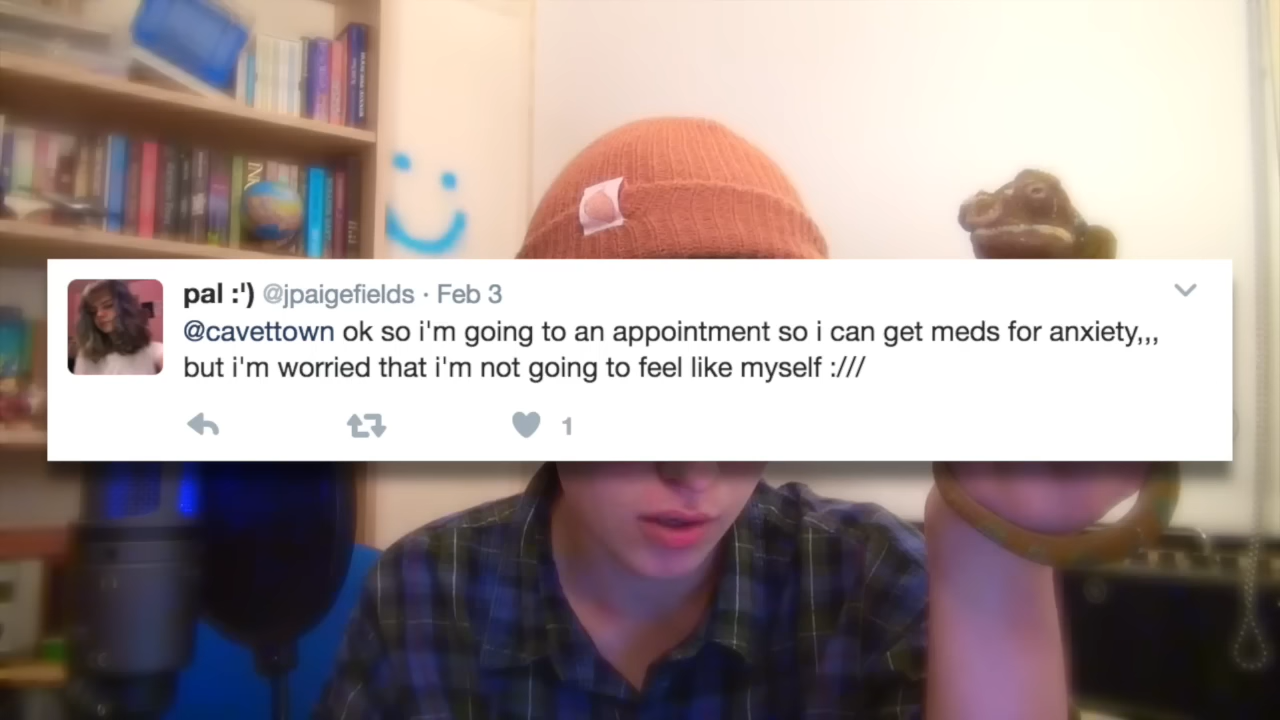 pal :') @jpaigefields · Feb 3
@cavettown ok so i'm going to an appointment so i can get meds for anxiety,,,
but i'm worried that i'm not going to feel like myself :///
1